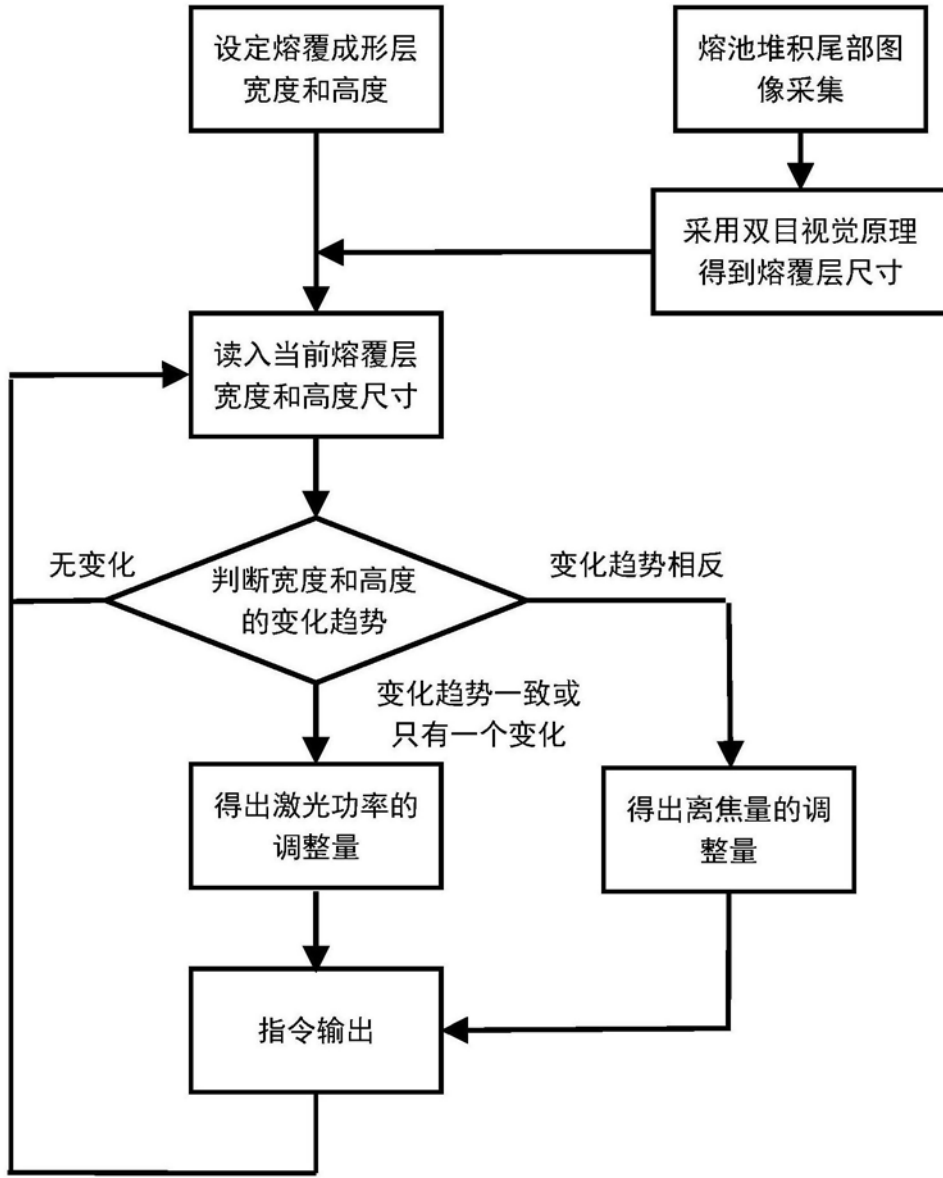 设定熔覆成形层
宽度和高度
熔池堆积尾部图
像采集
采用双目视觉原理
得到熔覆层尺寸
读入当前熔覆层
宽度和高度尺寸
无变化
判断宽度和高度
的变化趋势
变化趋势相反
变化趋势一致或
只有一个变化
得出激光功率的
调整量
得出离焦量的调
整量
指令输出